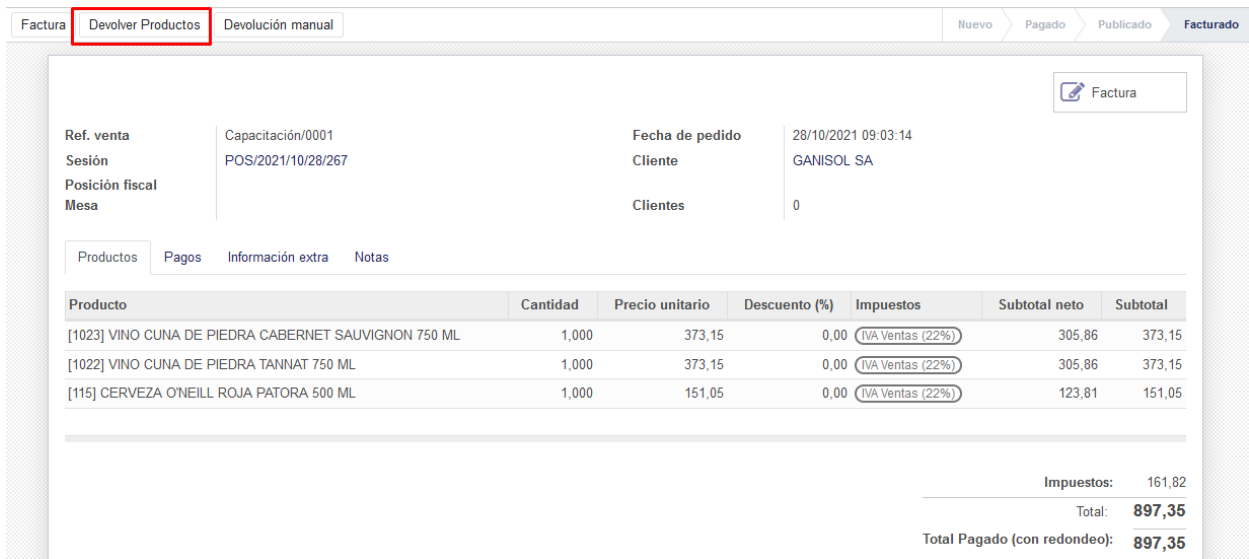 Factura Devolver Productos Devolución manual Nuevo Pagado Publicado Facturado
Factura
Ref. venta Capacitación/0001 Fecha de pedido 28/10/2021 09:03:14
Sesión POS/2021/10/28/267 Cliente GANISOL SA
Posición fiscal
Mesa Clientes 0
Productos Pagos Información extra Notas
Producto Cantidad Precio unitario Descuento (%) Impuestos Subtotal neto Subtotal
[1023] VINO CUNA DE PIEDRA CABERNET SAUVIGNON 750 ML 1,000 373,15 0,00 IVA Ventas (22%) 305,86 373,15
[1022] VINO CUNA DE PIEDRA TANNAT 750 ML 1,000 373,15 0,00 IVA Ventas (22%) 305,86 373,15
[115] CERVEZA O'NEILL ROJA PATORA 500 ML 1,000 151,05 0,00 IVA Ventas (22%) 123,81 151,05
Impuestos: 161,82
Total: 897,35
Total Pagado (con redondeo): 897,35